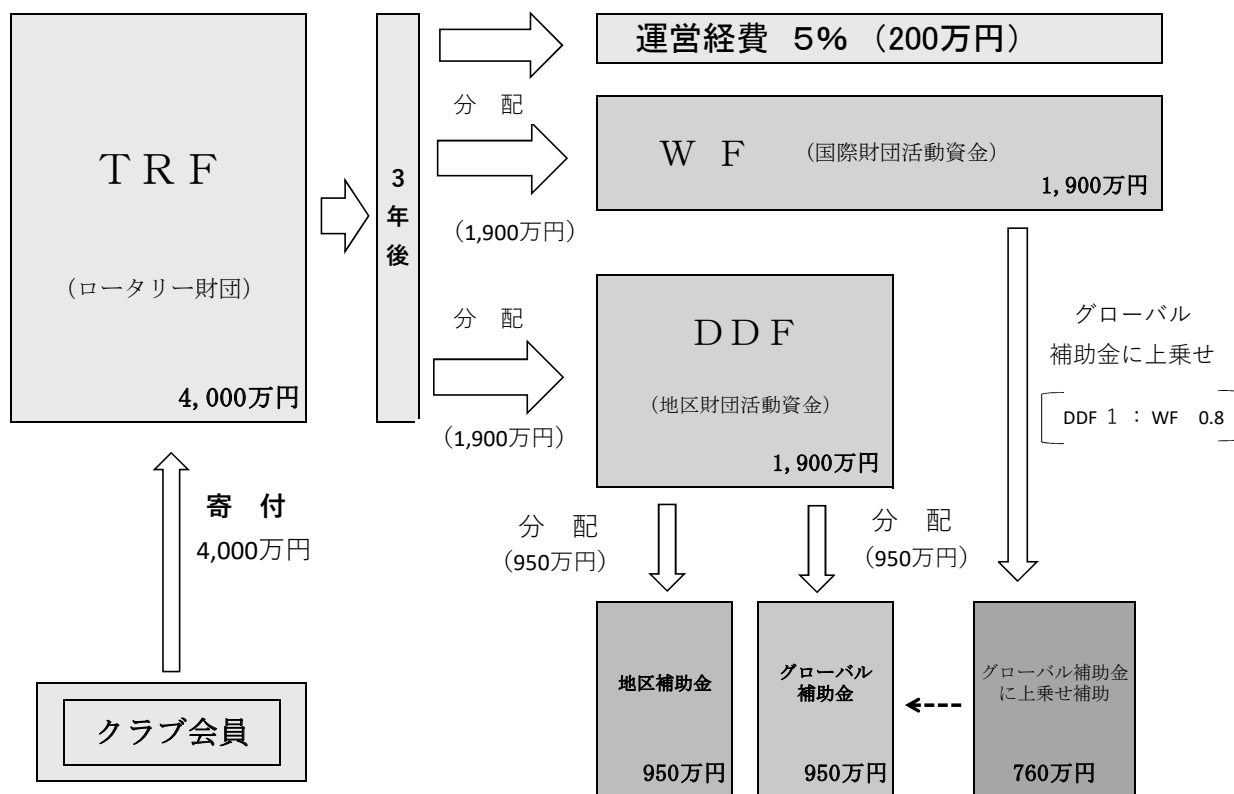 運営経費 5% (200万円)
分 配
TRF
(ロータリー財団)
4,000万円
3
年
後
WF (国際財団活動資金)
1,900万円
(1,900万円)
分 配
(1,900万円)
DDF
(地区財団活動資金)
1,900万円
グローバル
補助金に上乗せ
DDF 1 : WF 0.8
寄 付
4,000万円
クラブ会員
分 配
(950万円)
分 配
(950万円)
地区補助金
950万円
グローバル
補助金
950万円
グローバル補助金
に上乗せ補助
760万円